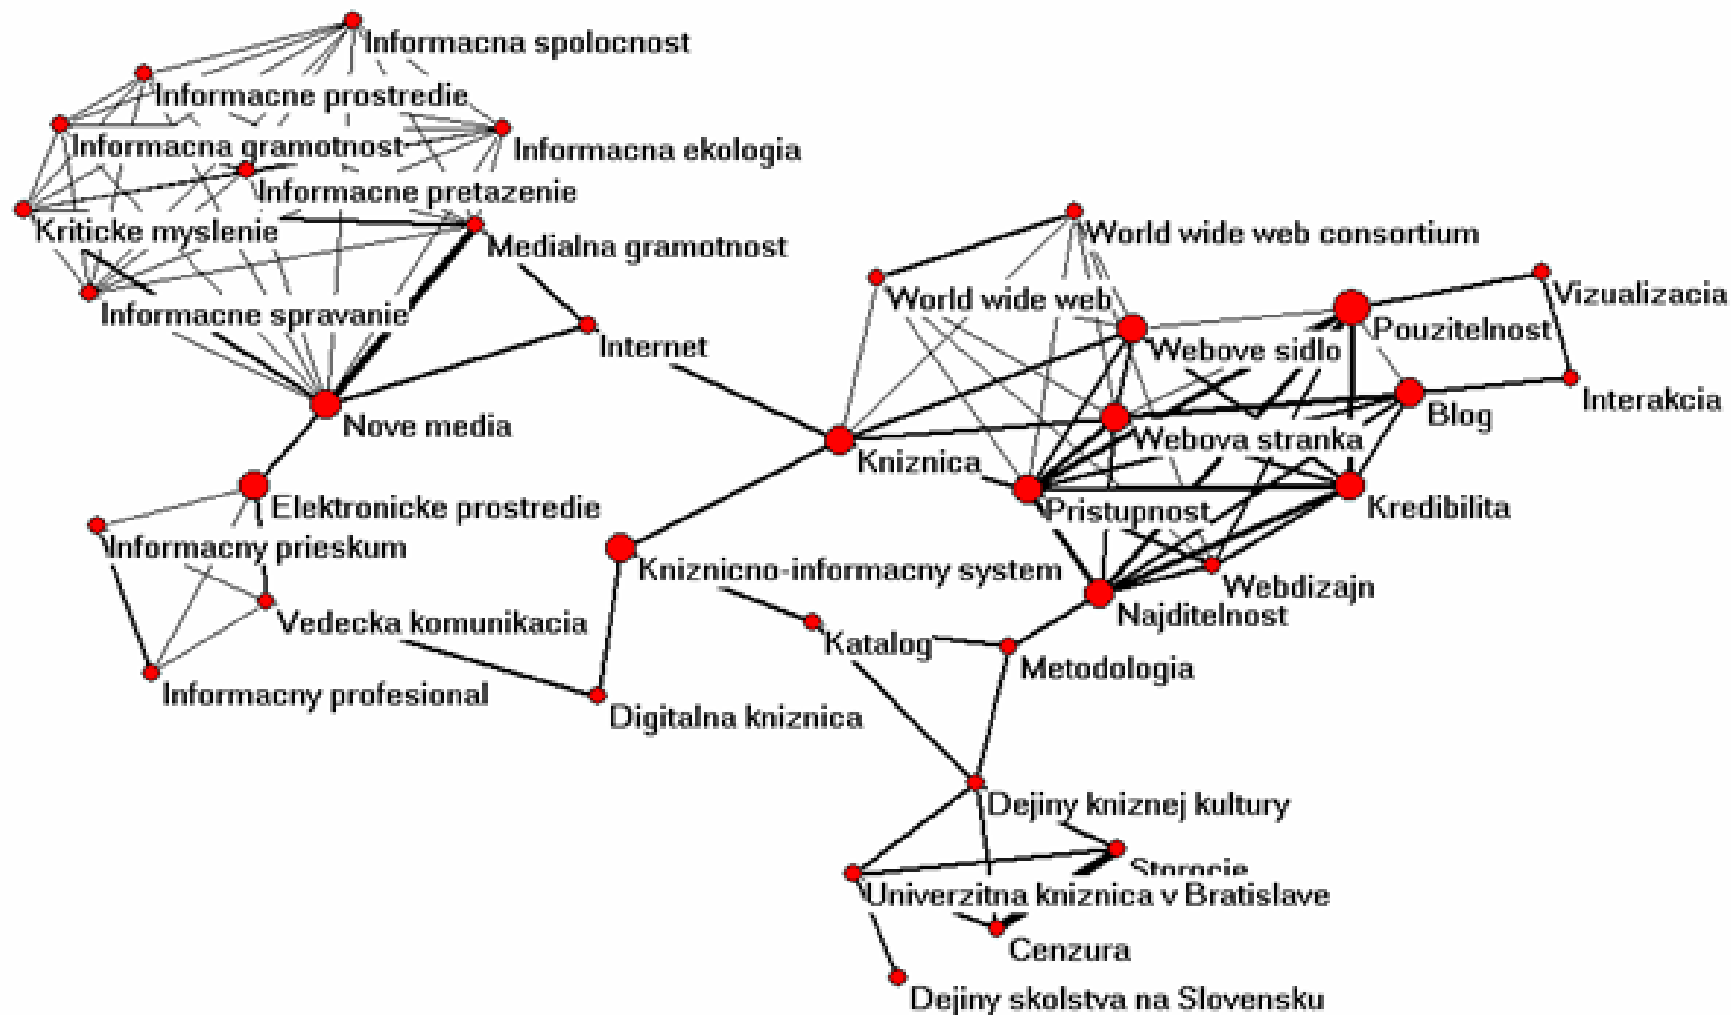 Informacna spolocnost
Informacne prostredie
Informacna gramotnost
Informacna ekologia
Informacne pretazenie
Kriticke myslenie
Medialna gramotnost
Informacne spravanie
Internet
Nove media
World wide web consortium
World wide web
Vizualizacia
Pouzitelnost
Webove sidlo
Interakcia
Blog
Webova stranka
Kniznica
Elektronicke prostredie
Pristupnost
Kredibilita
Informacny prieskum
Kniznicno-informacny system
Webdizajn
Najditelnost
Vedecka komunikacia
Katalog
Metodologia
Informacny profesional
Digitalna kniznica
Dejiny kniznej kultury
Storocie
Univerzitna kniznica v Bratislave
Cenzura
Dejiny skolstva na Slovensku